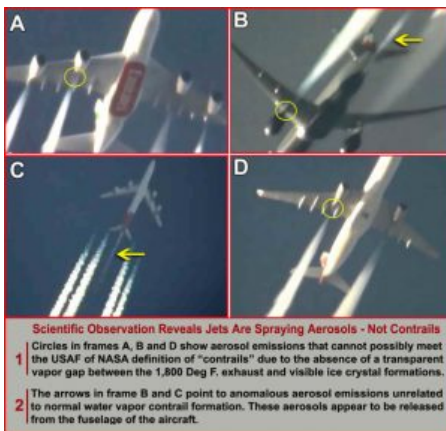 A
B
C
D
Scientific Observation Reveals Jets Are Spraying Aerosols - Not Contrails
1 Circles in frames A, B and D show aerosol emissions that cannot possibly meet
the USAF of NASA definition of "contrails" due to the absence of a transparent
vapor gap between the 1,800 Deg F. exhaust and visible ice crystal formations.
2 The arrows in frame B and C point to anomalous aerosol emissions unrelated
to normal water vapor contrail formation. These aerosols appear to be released
from the fuselage of the aircraft.